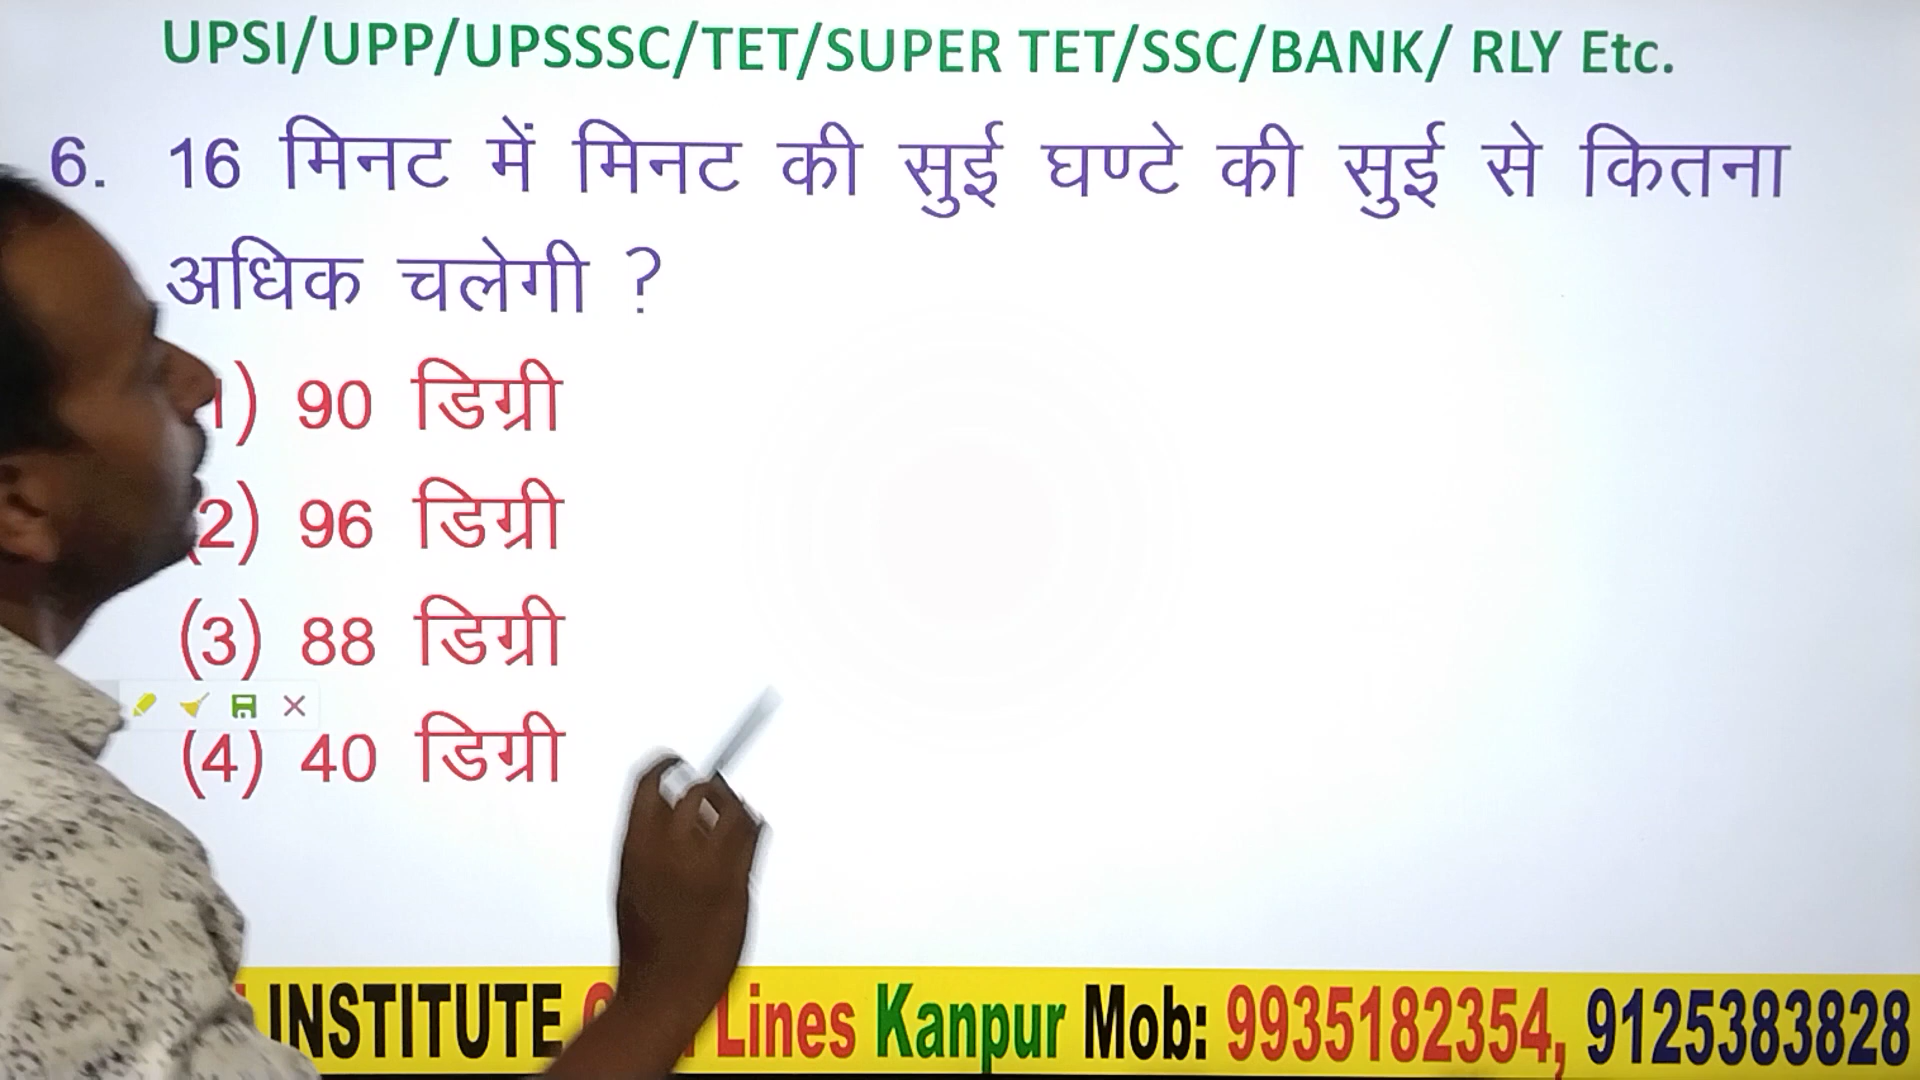 UPSI/UPP/UPSSSC/TET/SUPER TET/SSC/BANK/ RLY Etc.
6. 16 मिनट में मिनट की सुई घण्टे की सुई से कितना
अधिक चलेगी ?
1) 90 डिग्री
(2) 96 डिग्री
(3) 88 डिग्री
(4) 40 डिग्री
INSTITUTE Lines Kanpur Mob: 9935182354, 9125383828